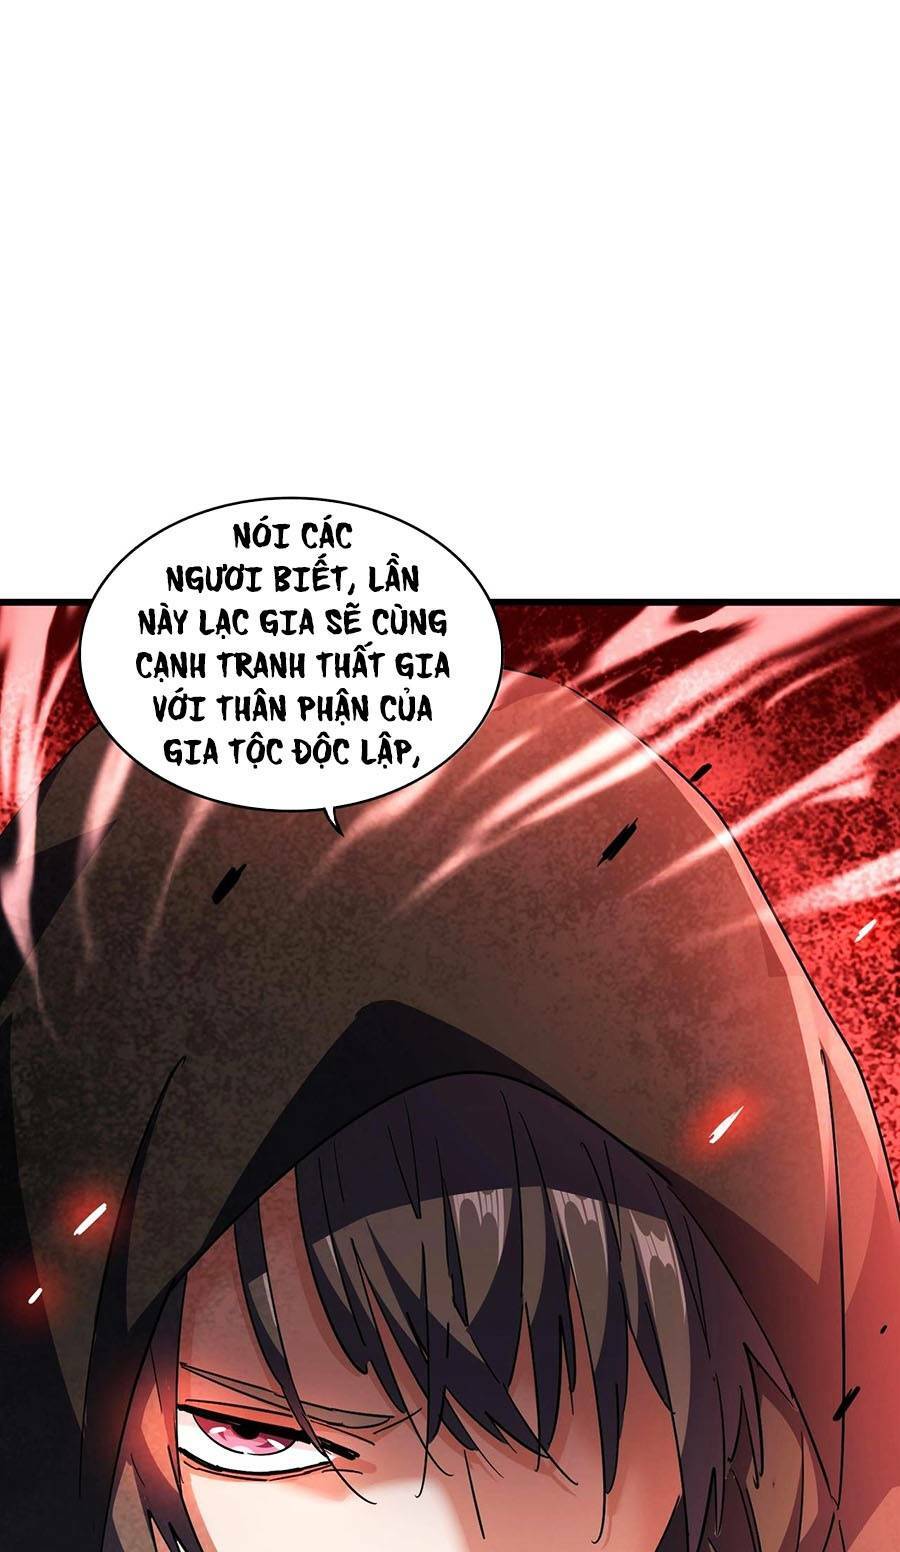 NÓI CÁC
NGƯƠI BIẾT, LẦN
NÀY LẠC GIA SẼ CÙNG
CẠNH TRANH THẤT GIA
VỚI THÂN PHẬN CỦA
GIA TỘC ĐỘC LẬP,